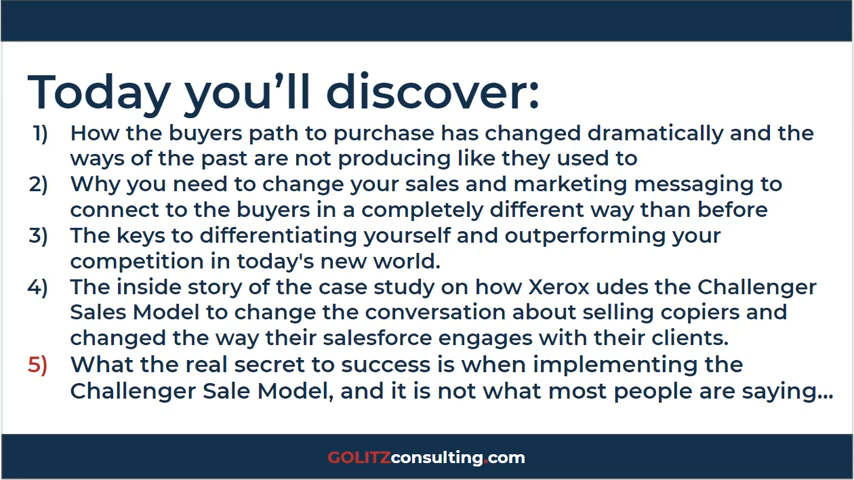 Today you’ll discover:
1) How the buyers path to purchase has changed dramatically and the
ways of the past are not producing like they used to
2) Why you need to change your sales and marketing messaging to
connect to the buyers in a completely different way than before
3) The keys to differentiating yourself and outperforming your
competition in today's new world.
4) The inside story of the case study on how Xerox udes the Challenger
Sales Model to change the conversation about selling copiers and
changed the way their salesforce engages with their clients.
5) What the real secret to success is when implementing the
Challenger Sale Model, and it is not what most people are saying...
GOLITZconsulting.com